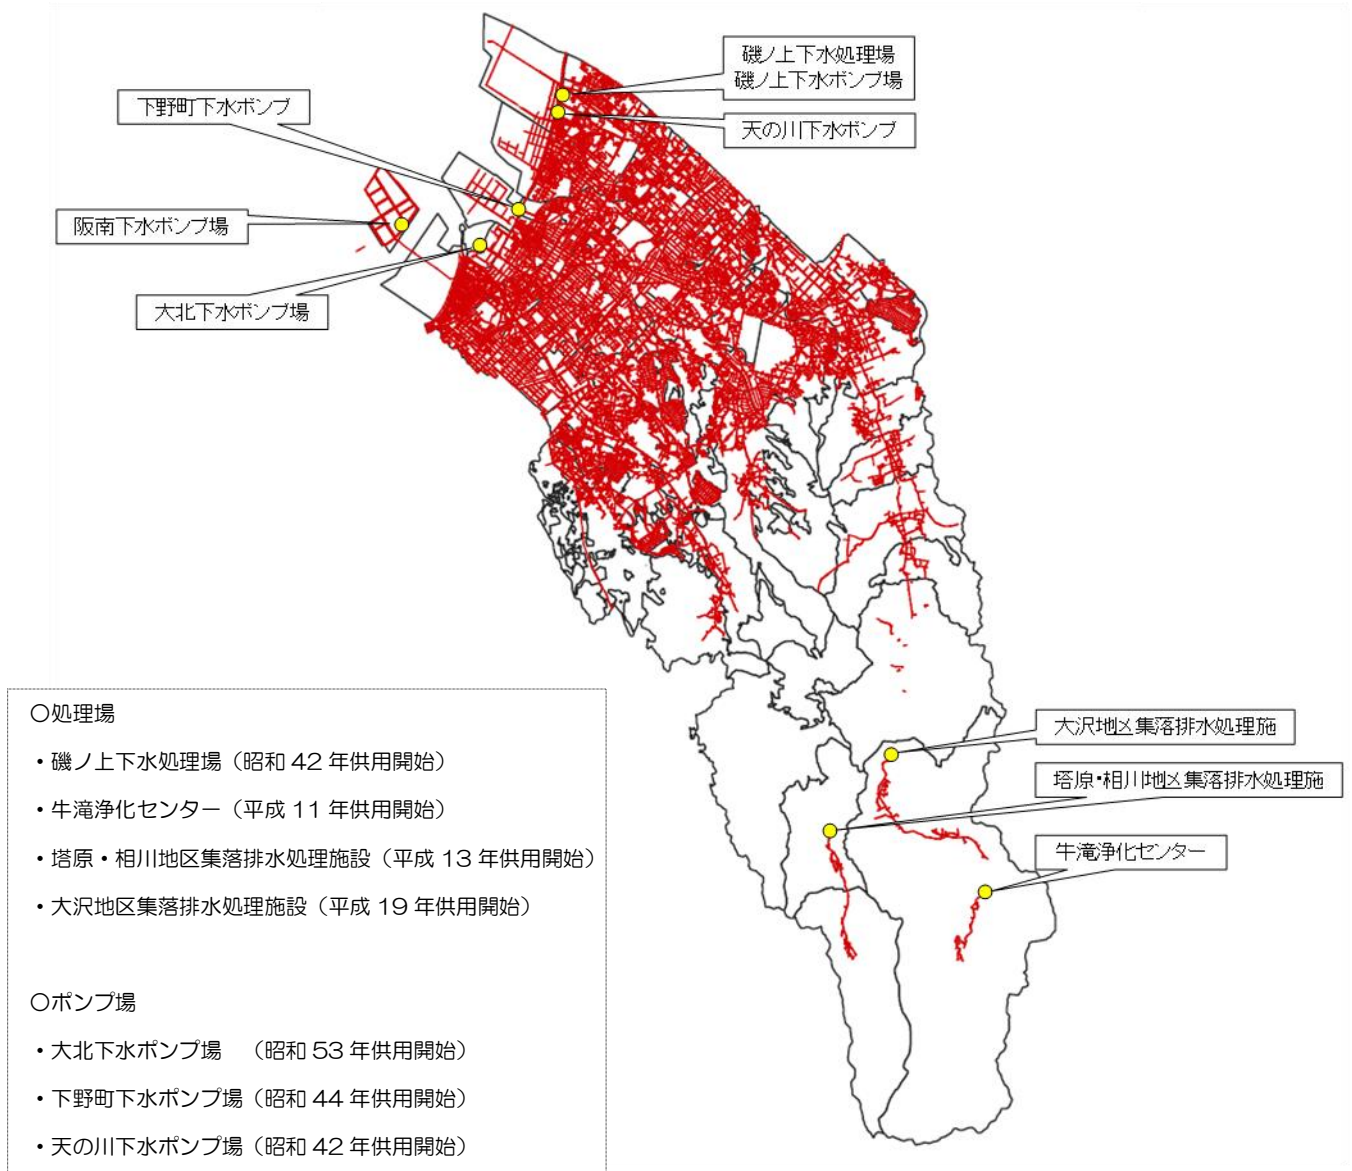 磯ノ上下水処理場
磯ノ上下水ポンプ場
天の川下水ポンプ
下野町下水ポンプ
阪南下水ポンプ場
大北下水ポンプ場
大沢地区集落排水処理施
塔原・相川地区集落排水処理施
牛滝浄化センター
〇処理場
・磯ノ上下水処理場（昭和 42 年供用開始）
・牛滝浄化センター（平成 11 年供用開始）
・塔原・相川地区集落排水処理施設（平成 13 年供用開始）
・大沢地区集落排水処理施設（平成 19 年供用開始）
〇ポンプ場
・大北下水ポンプ場　（昭和 53 年供用開始）
・下野町下水ポンプ場（昭和 44 年供用開始）
・天の川下水ポンプ場（昭和 42 年供用開始）